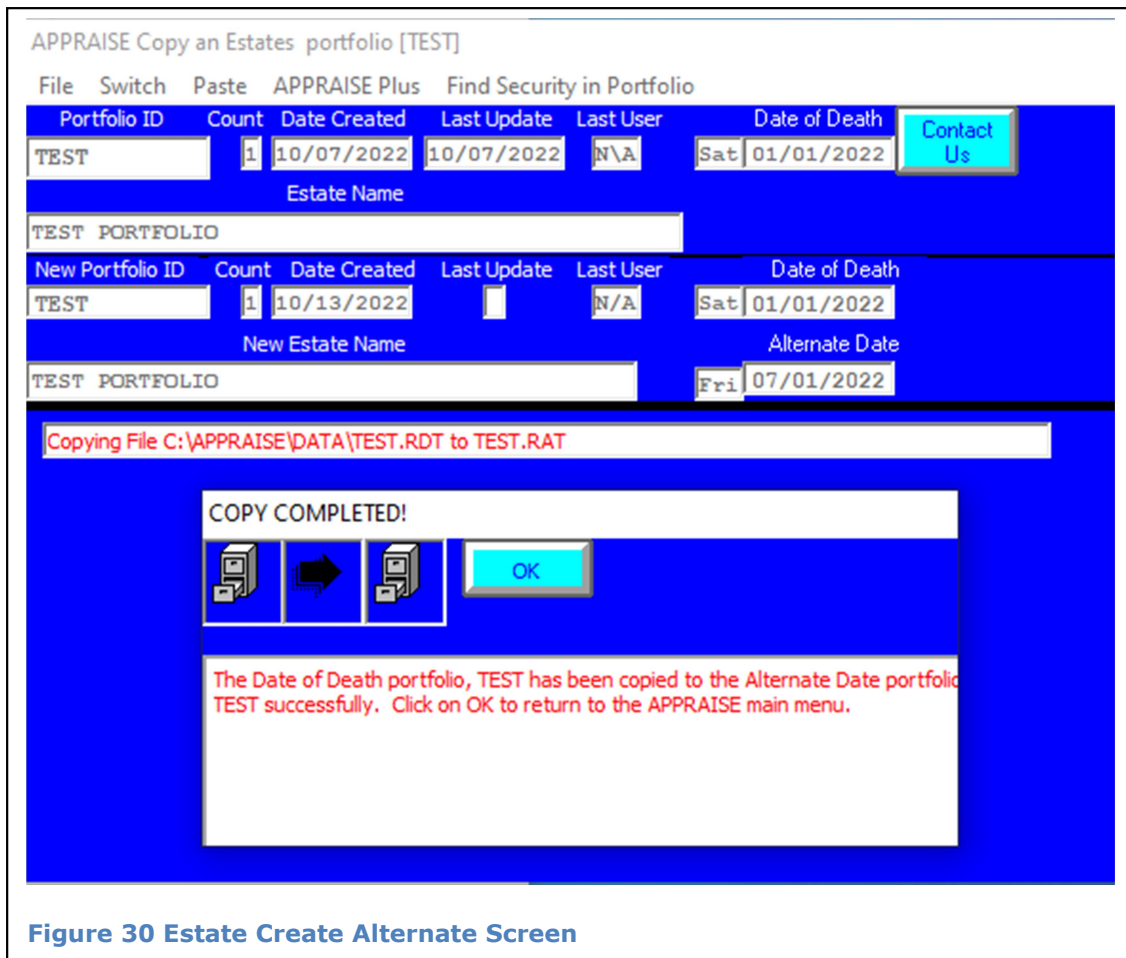 APPRAISE Copy an Estates portfolio [TEST]
File Switch Paste APPRAISE Plus Find Security in Portfolio
Portfolio ID Count Date Created Last Update Last User Date of Death Contact Us
TEST 1 10/07/2022 10/07/2022 N\A Sat 01/01/2022
Estate Name
TEST PORTFOLIO
New Portfolio ID Count Date Created Last Update Last User Date of Death
TEST 1 10/13/2022 N/A Sat 01/01/2022
New Estate Name Alternate Date
TEST PORTFOLIO Fri 07/01/2022
Copying File C:\APPRAISE\DATA\TEST.RDT to TEST.RAT
COPY COMPLETED!
OK
The Date of Death portfolio, TEST has been copied to the Alternate Date portfolio
TEST successfully. Click on OK to return to the APPRAISE main menu.
Figure 30 Estate Create Alternate Screen